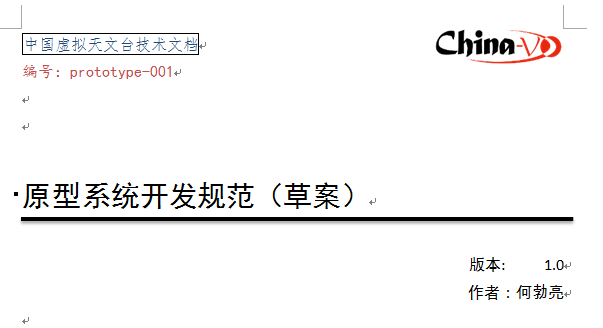 中国虚拟天文台技术文档
China-VO
编号: prototype-001
原型系统开发规范（草案）
版本: 1.0
作者：何勃亮